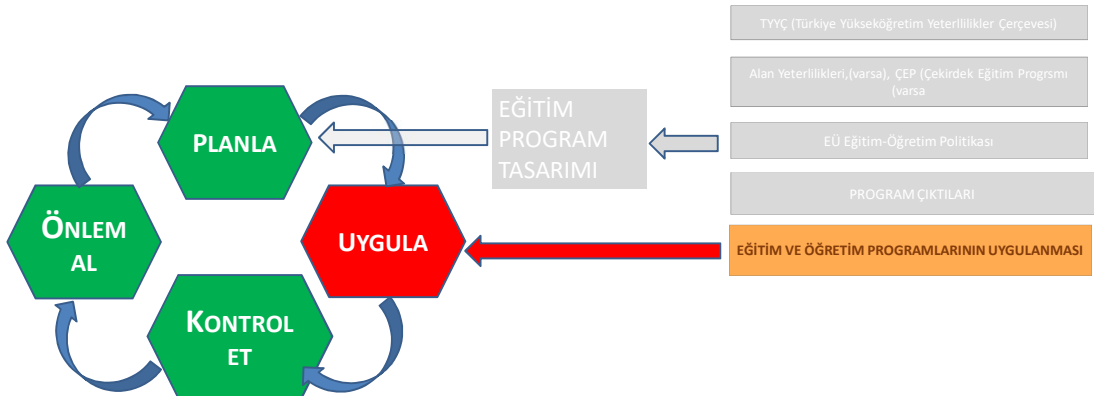 TYYÇ (Türkiye Yükseköğretim Yeterllilikler Çerçevesi)
Alan Yeterlilikleri,(varsa), ÇEP (Çekirdek Eğitim Progrsmı
(varsa
EĞİTİM
PROGRAM
TASARIMI
EÜ Eğitim-Öğretim Politikası
PROGRAM ÇIKTILARI
EĞİTİM VE ÖĞRETİM PROGRAMLARININ UYGULANMASI
PLANLA
UYGULA
KONTROL
ET
ÖNLEM
AL